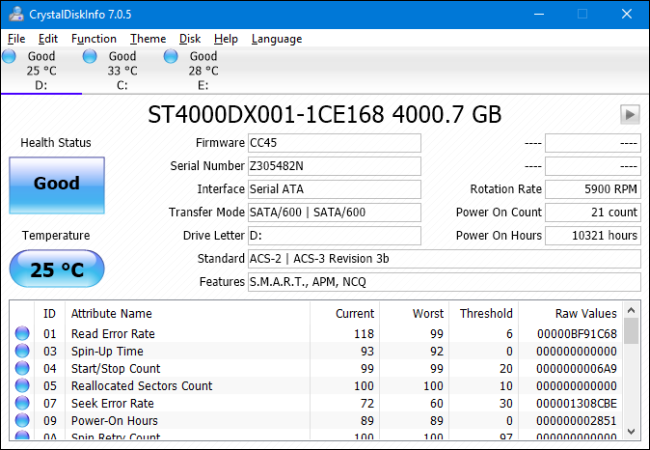 CrystalDiskInfo 7.0.5
File Edit Function Theme Disk Help Language
Good Good Good
25 °C 33 °C 28 °C
D: C: E:
ST4000DX001-1CE168 4000.7 GB
Health Status
Good
Temperature
25 °C
Firmware CC45 ---- ----
Serial Number Z305482N ---- ----
Interface Serial ATA Rotation Rate 5900 RPM
Transfer Mode SATA/600 | SATA/600 Power On Count 21 count
Drive Letter D: Power On Hours 10321 hours
Standard ACS-2 | ACS-3 Revision 3b
Features S.M.A.R.T., APM, NCQ
ID Attribute Name Current Worst Threshold Raw Values
01 Read Error Rate 118 99 6 00000BF91C68
03 Spin-Up Time 93 92 0 000000000000
04 Start/Stop Count 99 99 20 0000000006A9
05 Reallocated Sectors Count 100 100 10 000000000000
07 Seek Error Rate 72 60 30 000001308CBE
09 Power-On Hours 89 89 0 000000002851
0A Spin Retry Count 100 100 97 000000000000